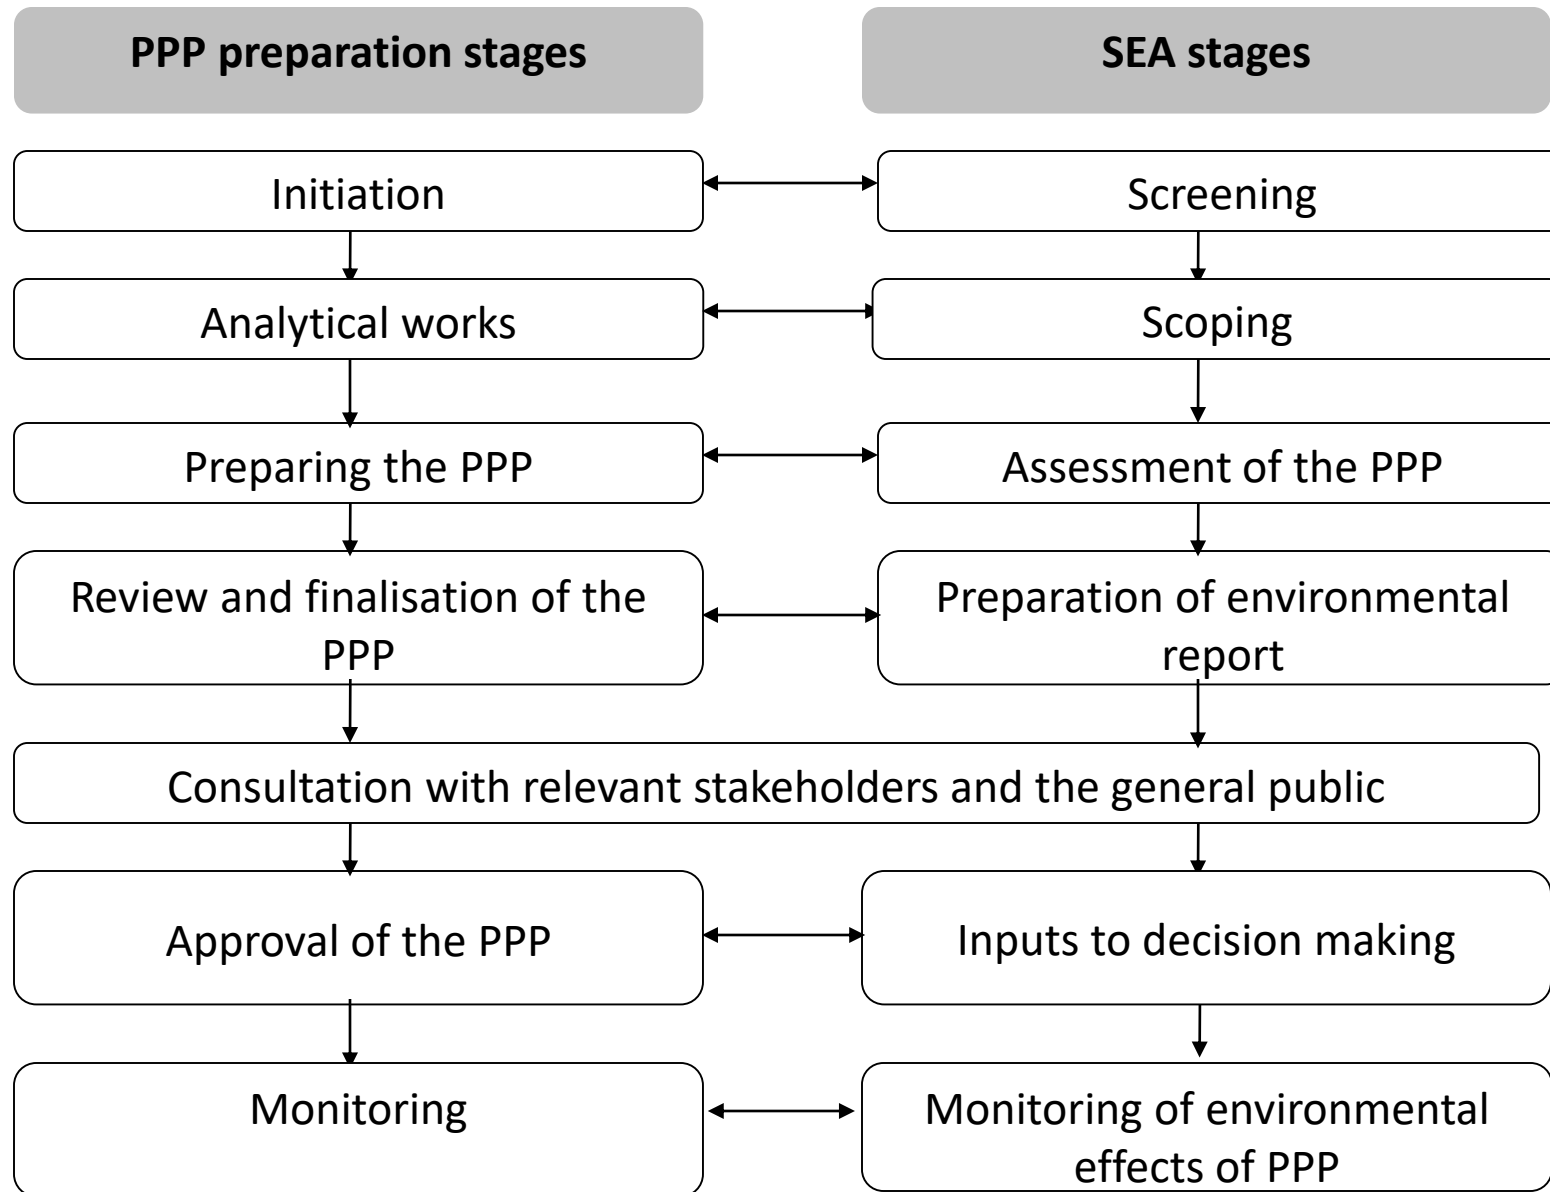 PPP preparation stages
SEA stages
Initiation
Screening
Analytical works
Scoping
Preparing the PPP
Assessment of the PPP
Review and finalisation of the
PPP
Preparation of environmental
report
Consultation with relevant stakeholders and the general public
Approval of the PPP
Inputs to decision making
Monitoring
Monitoring of environmental
effects of PPP